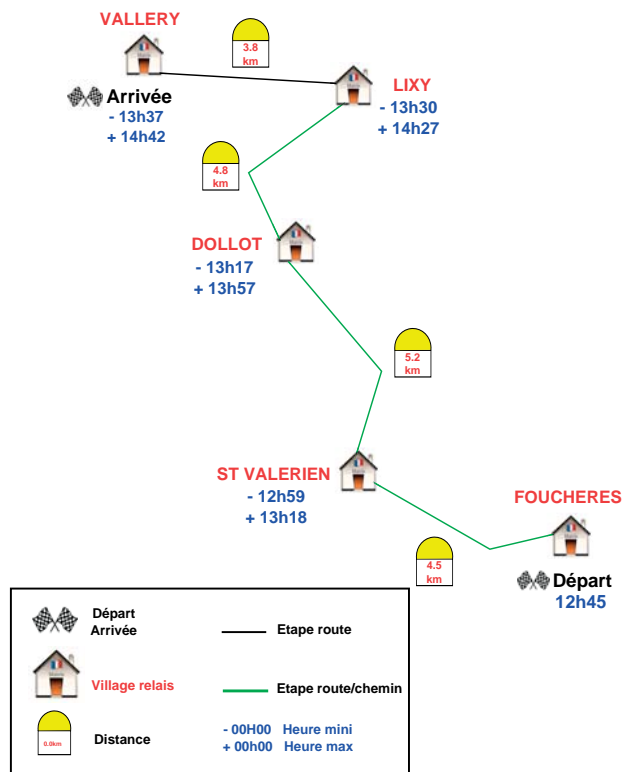 VALLERY
3.8
km
Arrivée
- 13h37
+ 14h42
LIXY
- 13h30
+ 14h27
4.8
km
DOLLOT
- 13h17
+ 13h57
5.2
km
ST VALERIEN
- 12h59
+ 13h18
FOUCHERES
4.5
km
Départ
12h45
Départ
Arrivée
Etape route
Village relais
Etape route/chemin
0.0km
Distance
- 00H00 Heure mini
+ 00h00 Heure max